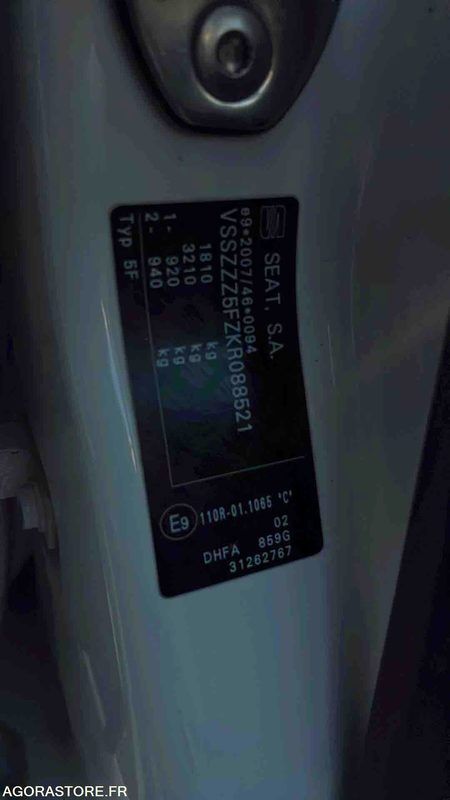 SEAT, S.A.
e9*2007/46*0094
VSSZZZ5FZKR088521
1810 kg
3210 kg
1- 920 kg
2- 940 kg
Typ 5F
E9 110R-01.1065 "C"
02
DHFA 859G
31262767
AGORASTORE.FR